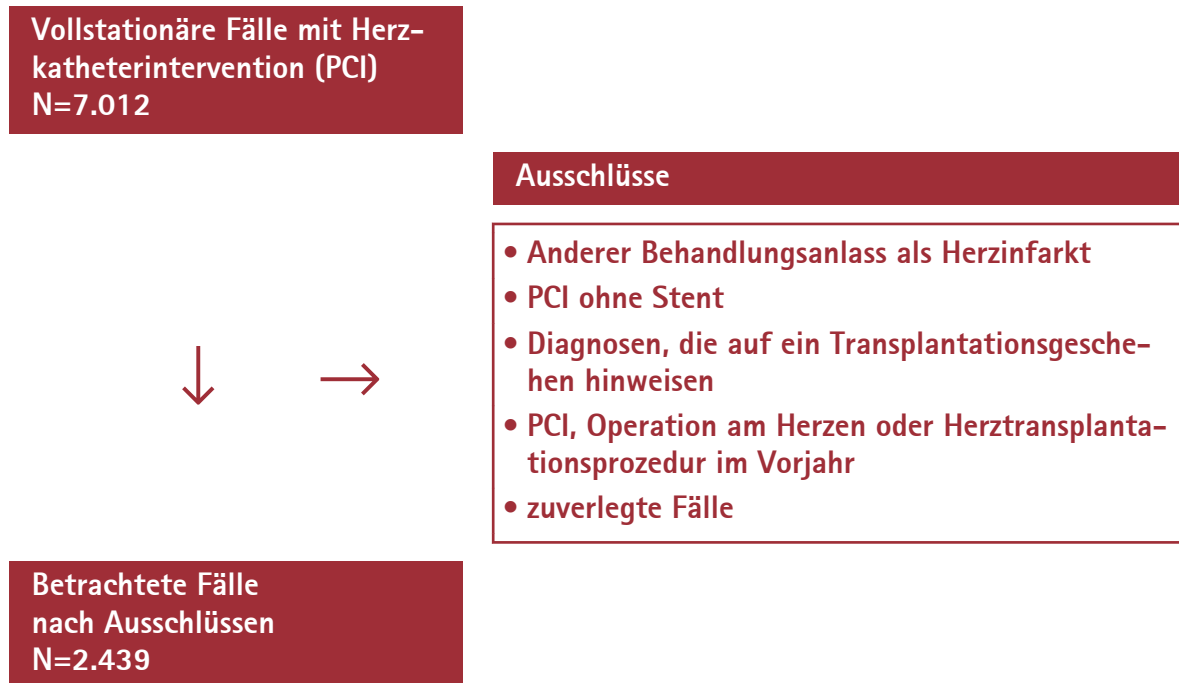 Vollstationäre Fälle mit Herz-
katheterintervention (PCI)
N=7.012
Ausschlüsse
• Anderer Behandlungsanlass als Herzinfarkt
• PCI ohne Stent
• Diagnosen, die auf ein Transplantationsgesche-
hen hinweisen
• PCI, Operation am Herzen oder Herztransplanta-
tionsprozedur im Vorjahr
• zuverlegte Fälle
Betrachtete Fälle
nach Ausschlüssen
N=2.439